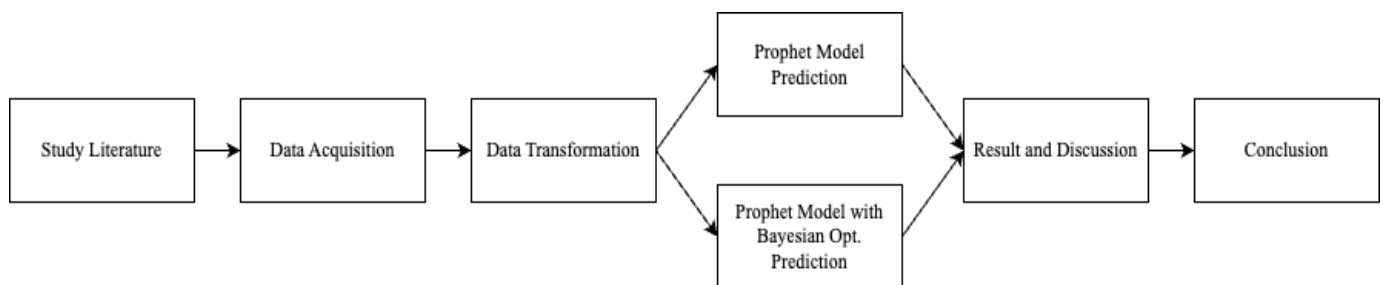 Study Literature
Data Acquisition
Data Transformation
Prophet Model
Prediction
Prophet Model with
Bayesian Opt.
Prediction
Result and Discussion
Conclusion